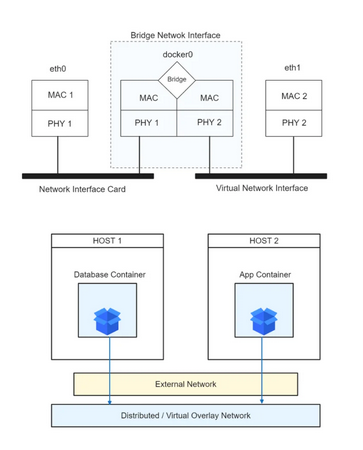 Bridge Netwok Interface
docker0
eth0
eth1
Bridge
MAC 1
MAC
MAC
MAC 2
PHY 1
PHY 1
PHY 2
PHY 2
Network Interface Card
Virtual Network Interface
HOST 1
HOST 2
Database Container
App Container
External Network
Distributed / Virtual Overlay Network